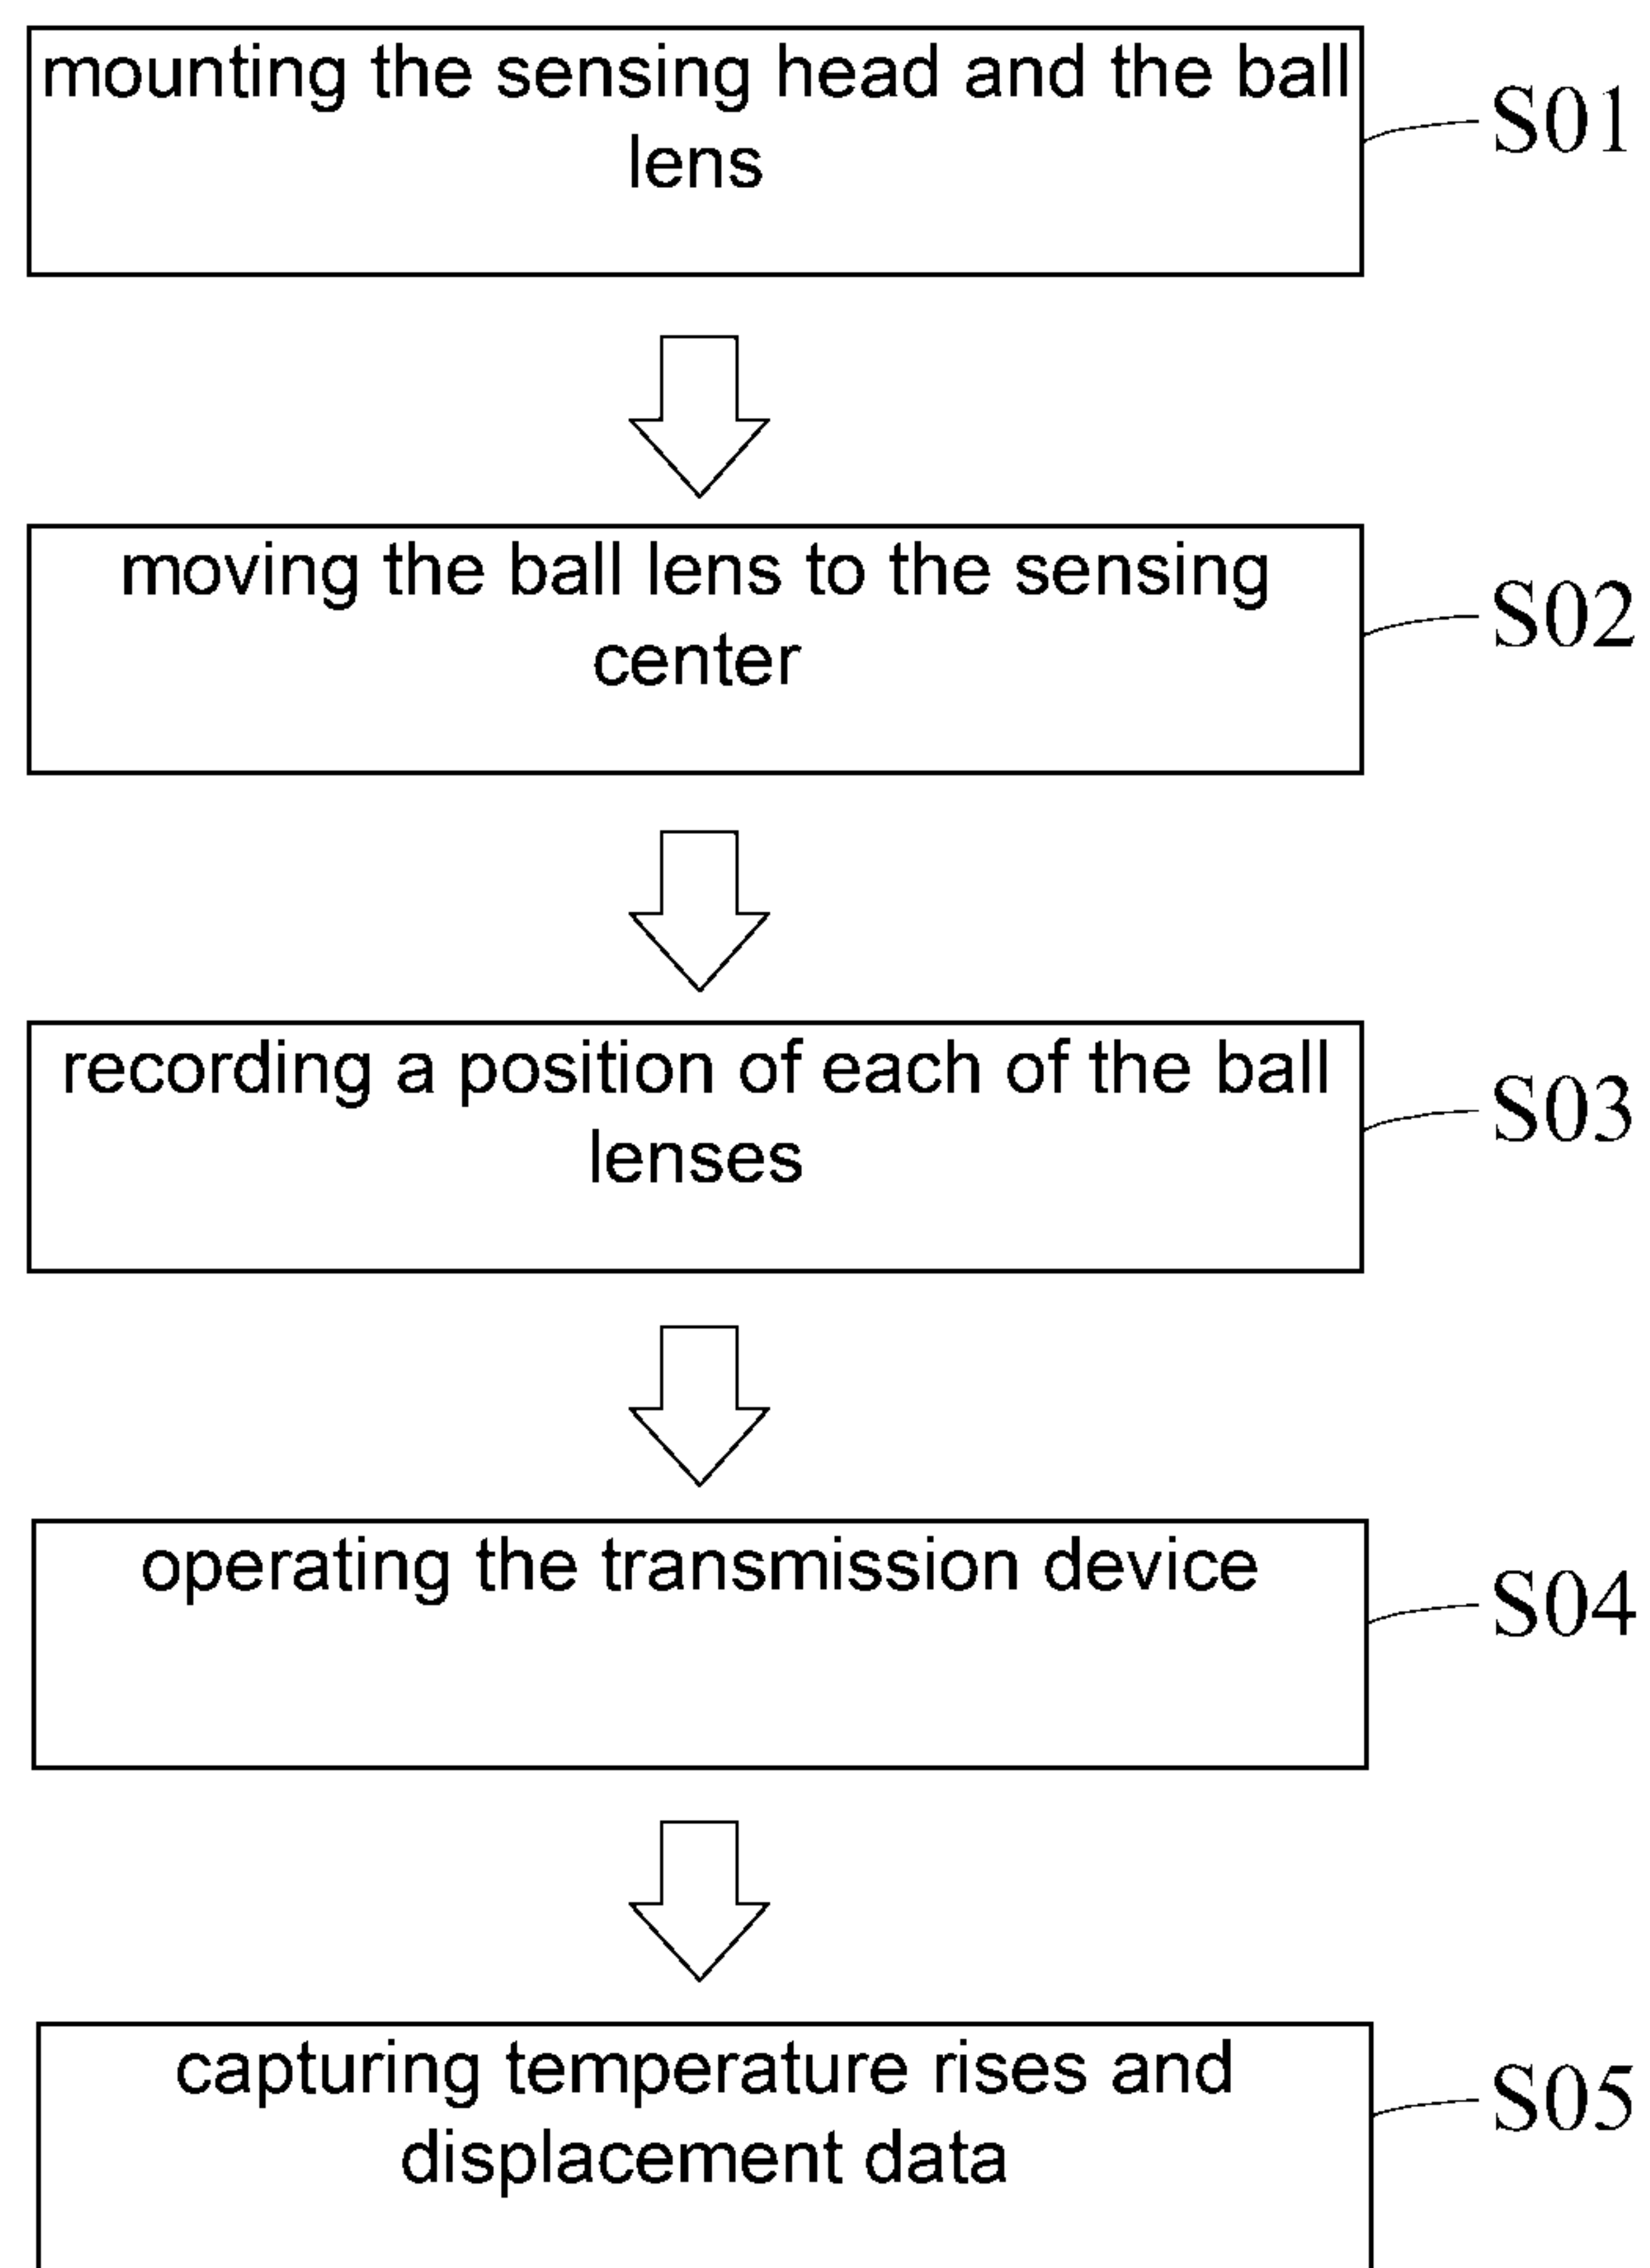 mounting the sensing head and the ball
lens
S01
moving the ball lens to the sensing
center
S02
recording a position of each of the ball
lenses
S03
operating the transmission device
S04
capturing temperature rises and
displacement data
S05